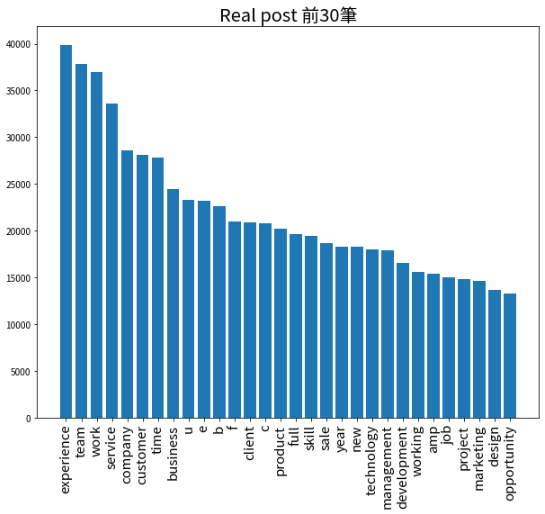 Real post 前30筆
40000
35000
30000
25000
20000
15000
10000
5000
0
experience
team
work
service
company
customer
time
business
u
e
b
f
client
c
product
full
skill
sale
year
new
technology
management
development
working
amp
job
project
marketing
design
opportunity